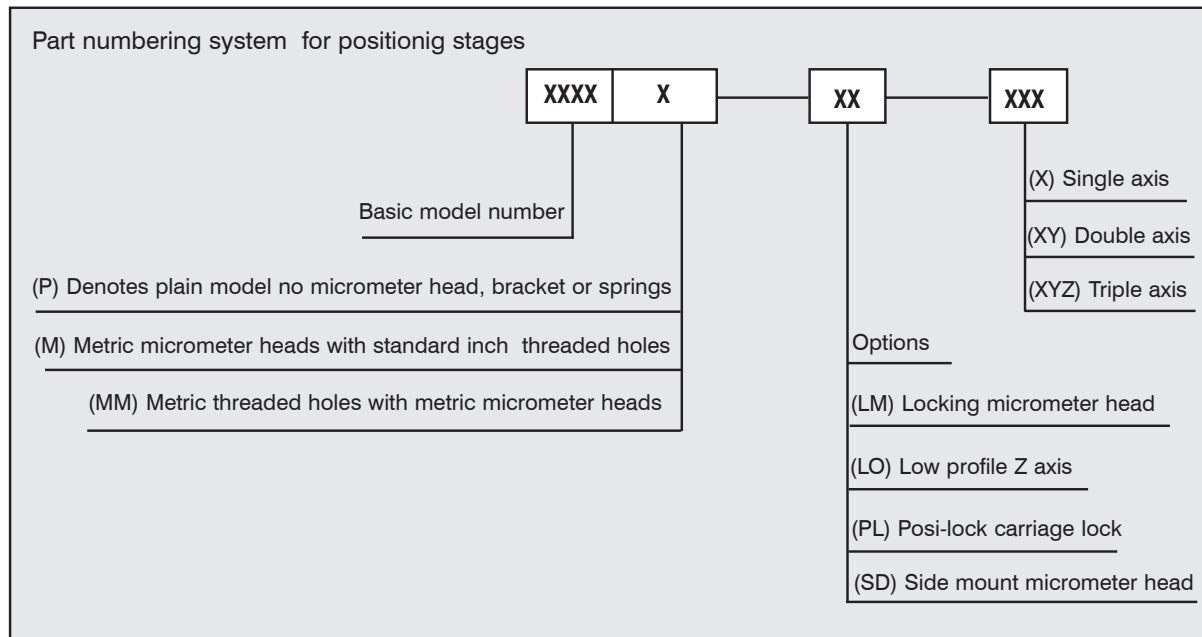 Part numbering system for positionig stages
XXXX X XX XXX
(X) Single axis
Basic model number
(XY) Double axis
(P) Denotes plain model no micrometer head, bracket or springs
(XYZ) Triple axis
(M) Metric micrometer heads with standard inch threaded holes
Options
(MM) Metric threaded holes with metric micrometer heads
(LM) Locking micrometer head
(LO) Low profile Z axis
(PL) Posi-lock carriage lock
(SD) Side mount micrometer head